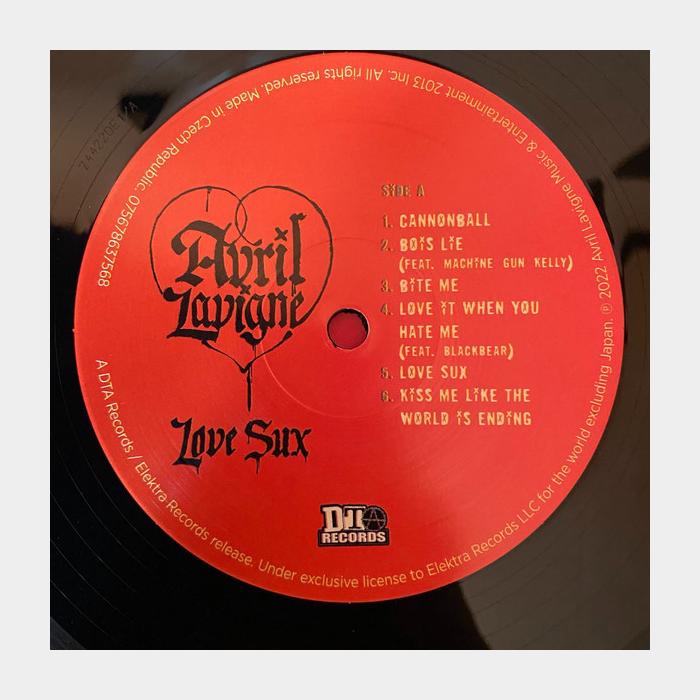 Avril
Lavigne
Love Sux
SIDE A
1. CANNONBALL
2. BOIS LIE
(FEAT. MACHINE GUN KELLY)
3. BITE ME
4. LOVE IT WHEN YOU
HATE ME
(FEAT. BLACKBEAR)
5. LOVE SUX
6. KISS ME LIKE THE
WORLD IS ENDING
DTA
RECORDS
A DTA Records / Elektra Records release. Under exclusive license to Elektra Records LLC for the world excluding Japan. ℗ 2022 Avril Lavigne Music & Entertainment 2013 Inc. All rights reserved. Made in Czech Republic. 075678637568